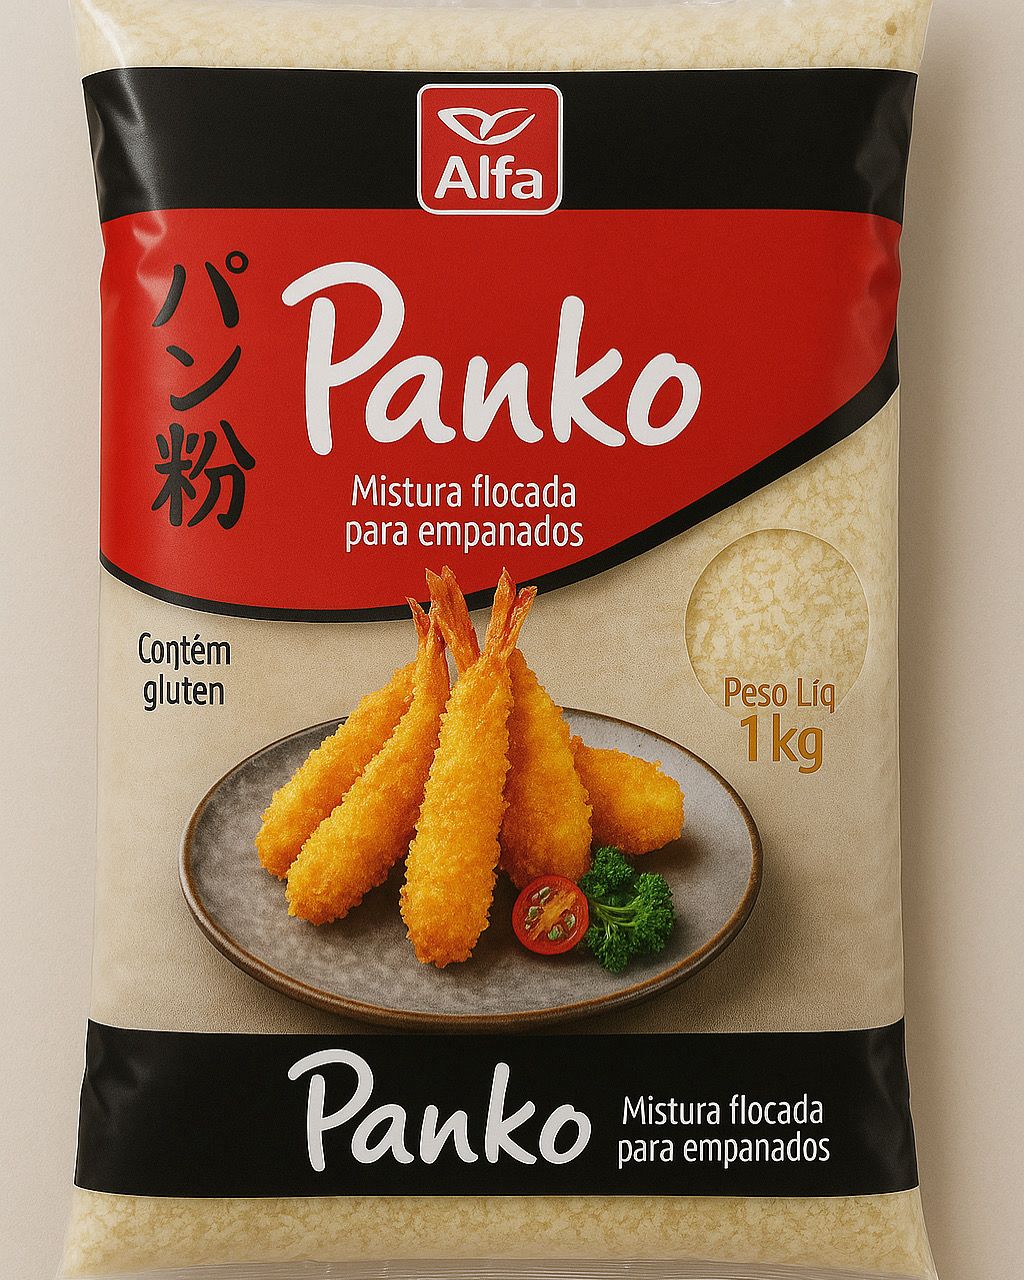 Alfa
パン粉
Panko
Mistura flocada
para empanados
Contém
gluten
Peso Líq
1kg
Panko
Mistura flocada
para empanados